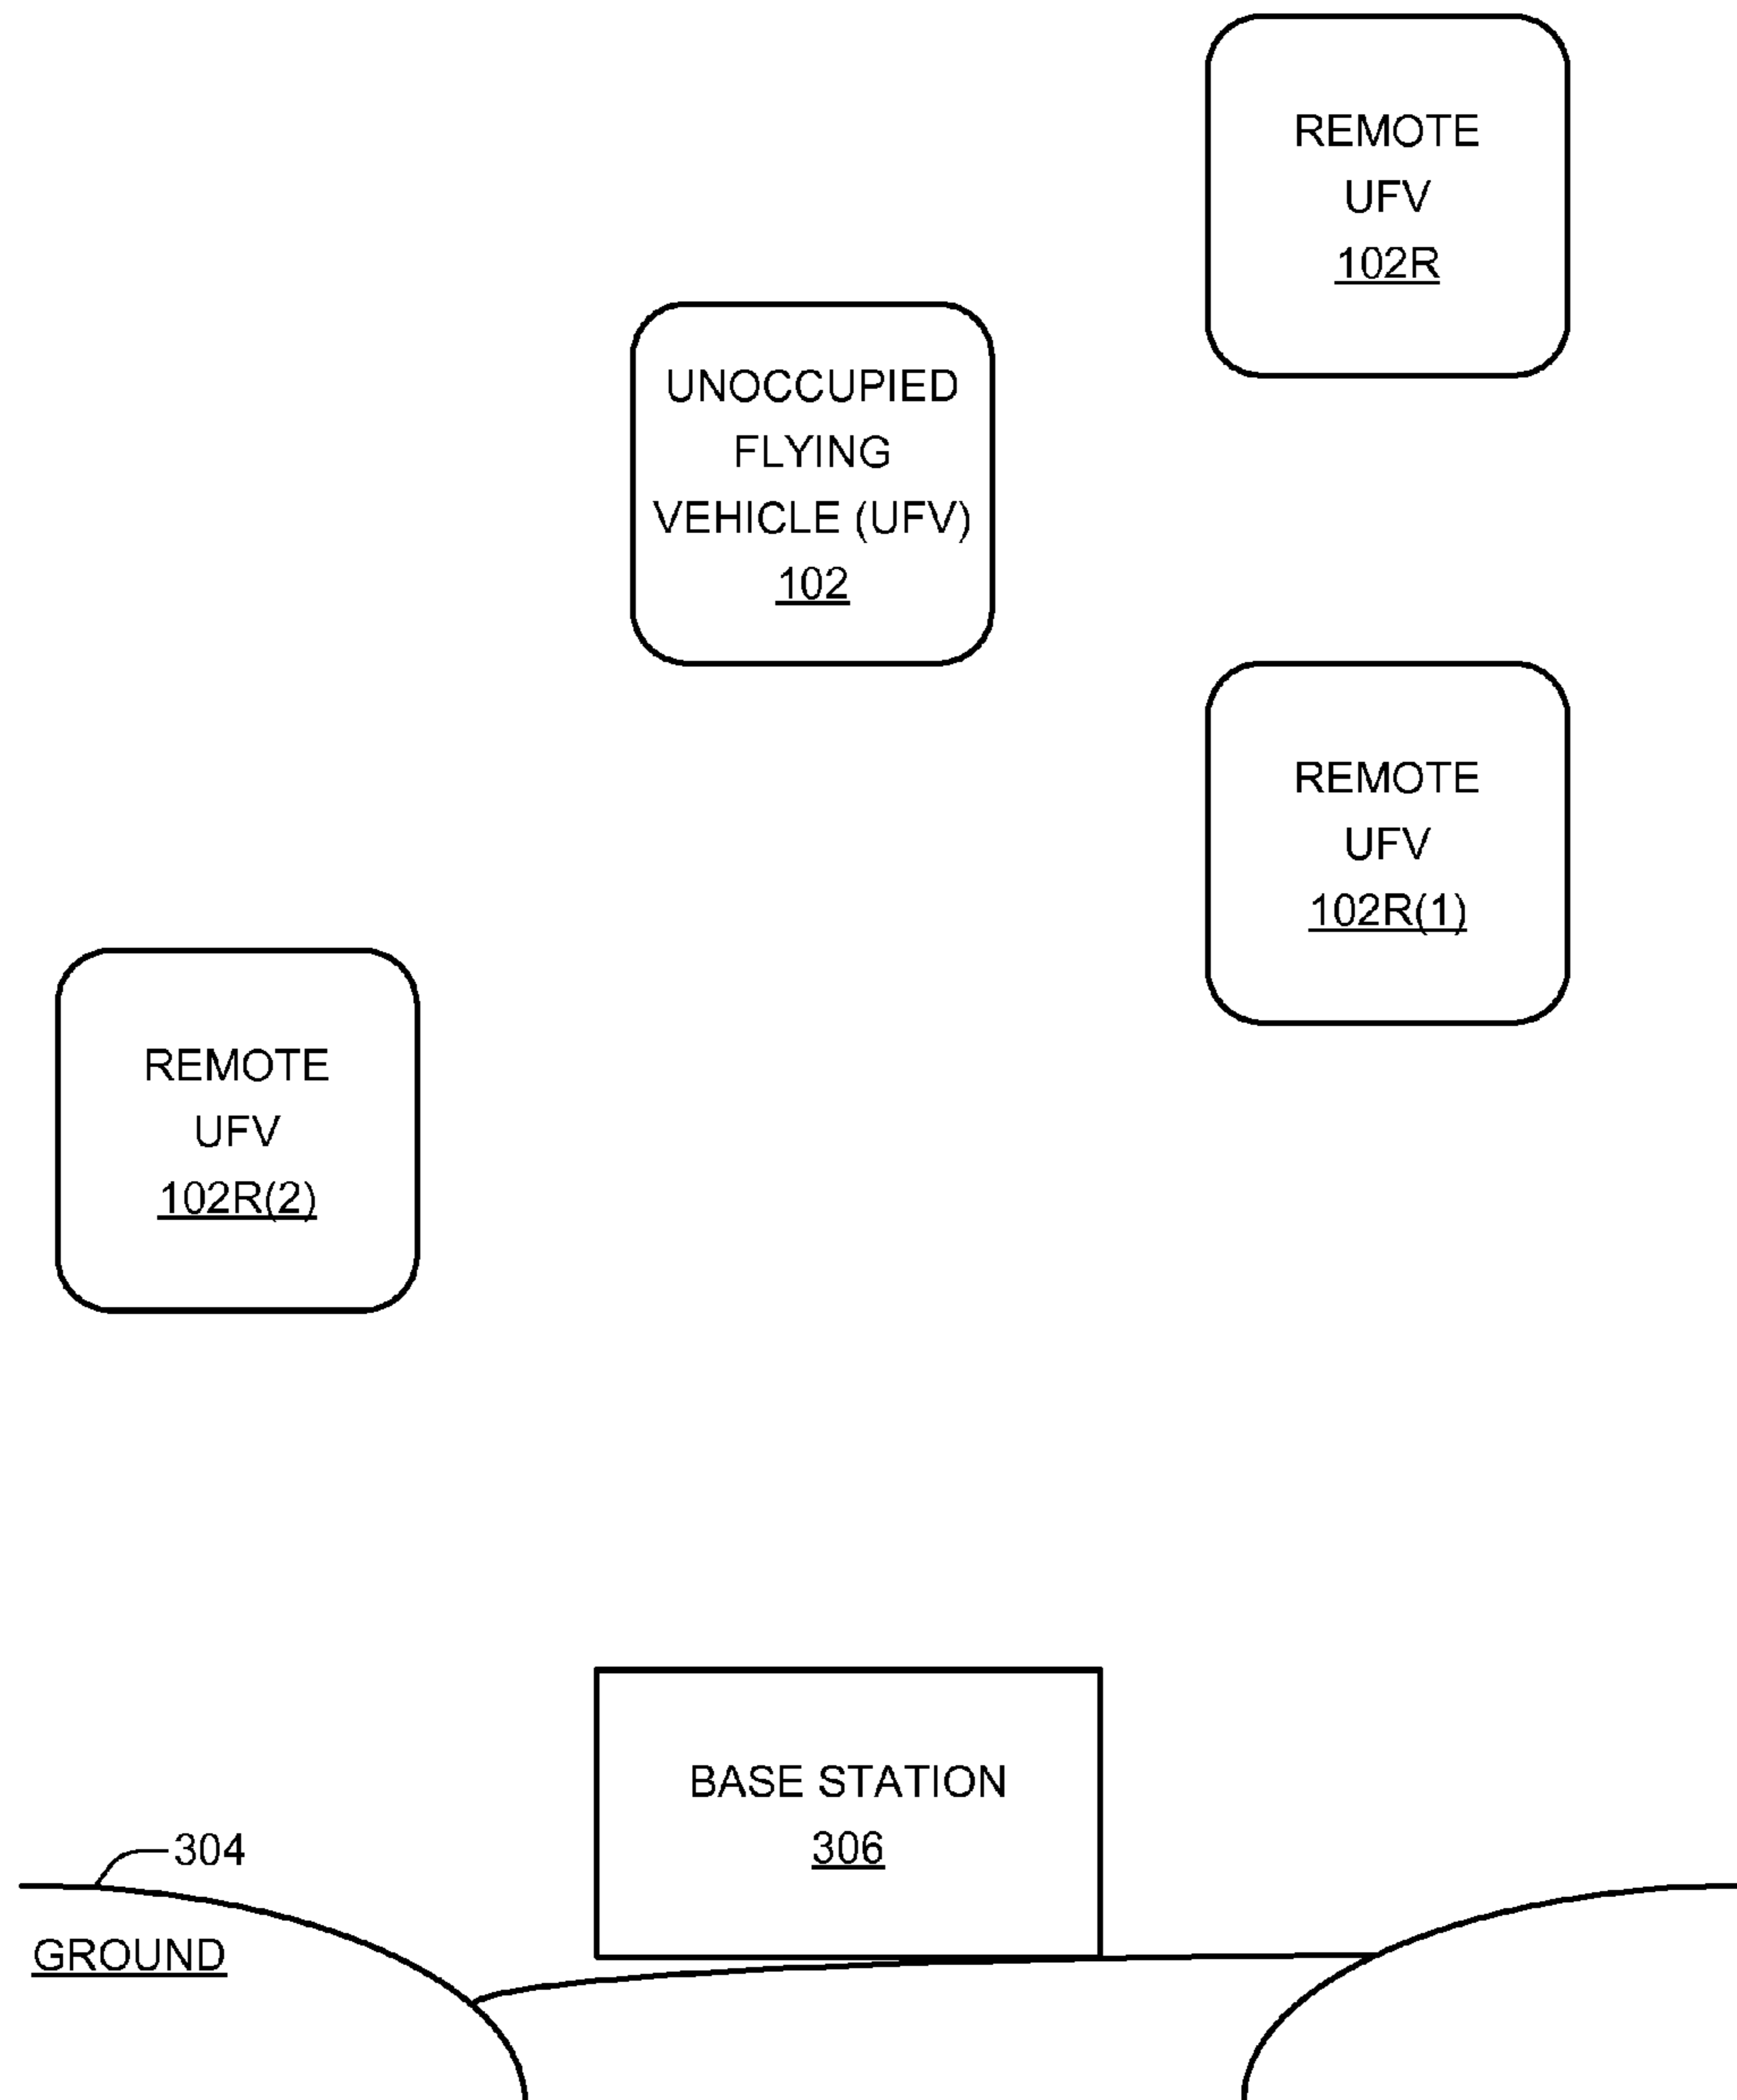 REMOTE
UFV
102R
UNOCCUPIED
FLYING
VEHICLE (UFV)
102
REMOTE
UFV
102R(1)
REMOTE
UFV
102R(2)
BASE STATION
306
304
GROUND